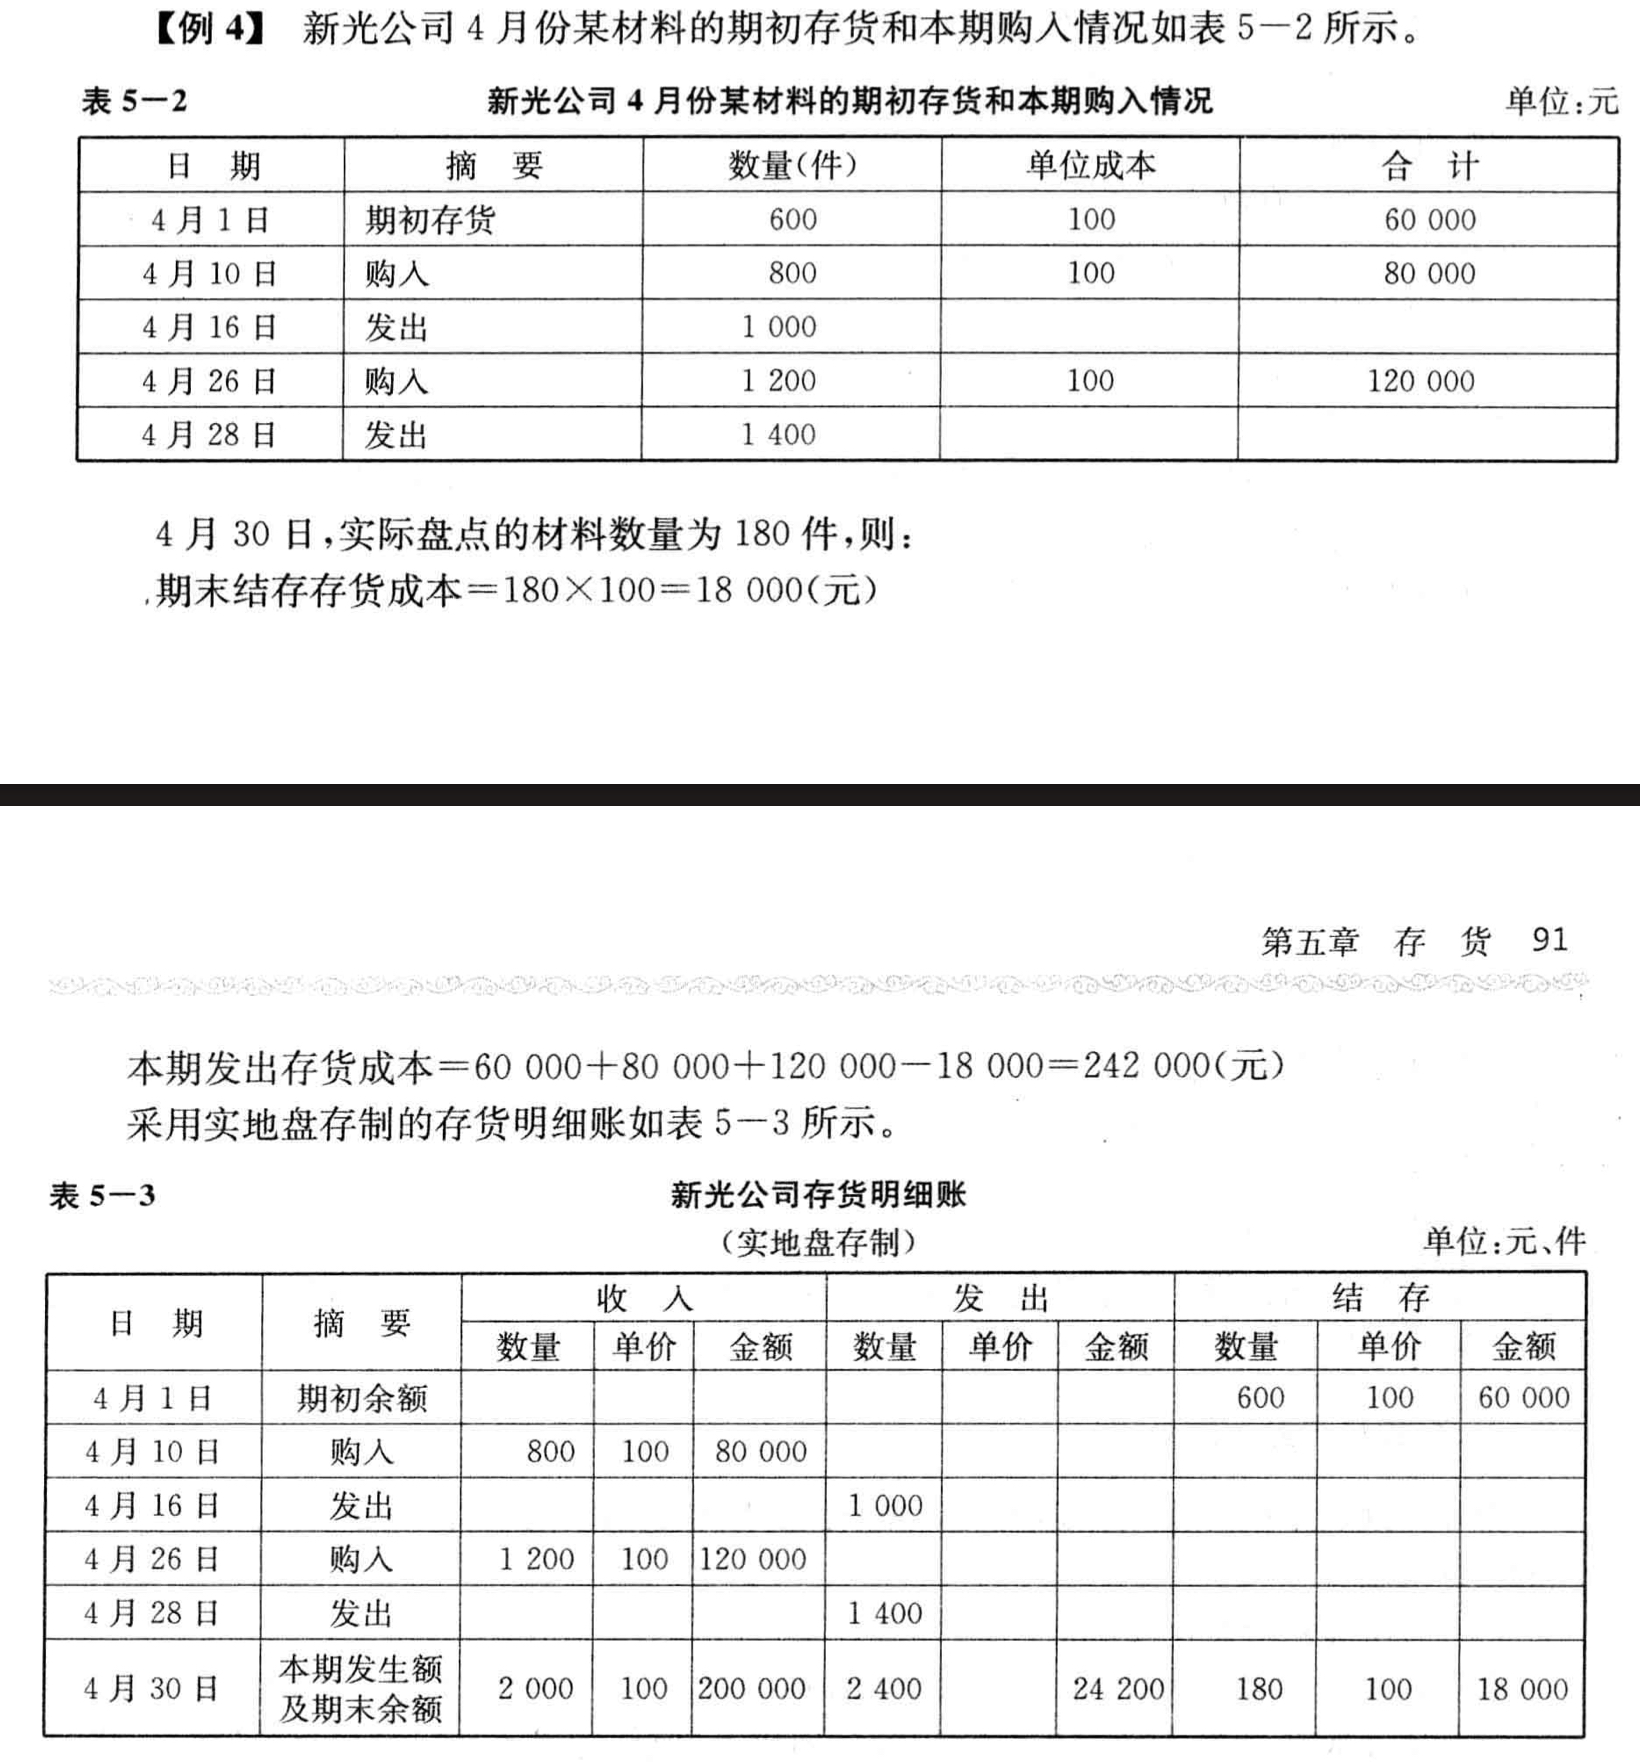 【例 4】 新光公司 4 月份某材料的期初存货和本期购入情况如表 5—2 所示。
表 5—2 新光公司 4 月份某材料的期初存货和本期购入情况 单位:元
日 期 摘 要 数量(件) 单位成本 合 计
4 月 1 日 期初存货 600 100 60 000
4 月 10 日 购入 800 100 80 000
4 月 16 日 发出 1 000
4 月 26 日 购入 1 200 100 120 000
4 月 28 日 发出 1 400
4 月 30 日,实际盘点的材料数量为 180 件,则:
期末结存存货成本=180×100=18 000(元)
第五章 存 货 91
本期发出存货成本=60 000+80 000+120 000-18 000=242 000(元)
采用实地盘存制的存货明细账如表 5—3 所示。
表 5—3 新光公司存货明细账
(实地盘存制) 单位:元、件
日 期 摘 要 收 入 发 出 结 存
数量 单价 金额 数量 单价 金额 数量 单价 金额
4 月 1 日 期初余额 600 100 60 000
4 月 10 日 购入 800 100 80 000
4 月 16 日 发出 1 000
4 月 26 日 购入 1 200 100 120 000
4 月 28 日 发出 1 400
4 月 30 日 本期发生额及期末余额 2 000 100 200 000 2 400 24 200 180 100 18 000